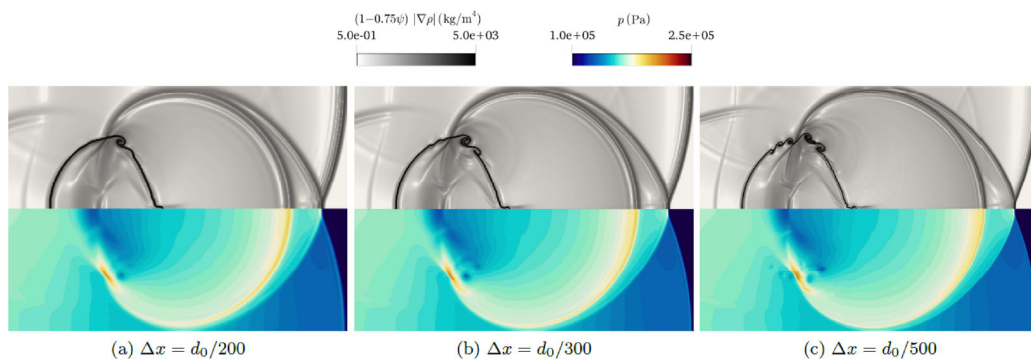 (1−0.75ψ) |∇ρ| (kg/m⁴)
5.0e-01 5.0e+03
p (Pa)
1.0e+05 2.5e+05
(a) Δx = d₀/200
(b) Δx = d₀/300
(c) Δx = d₀/500